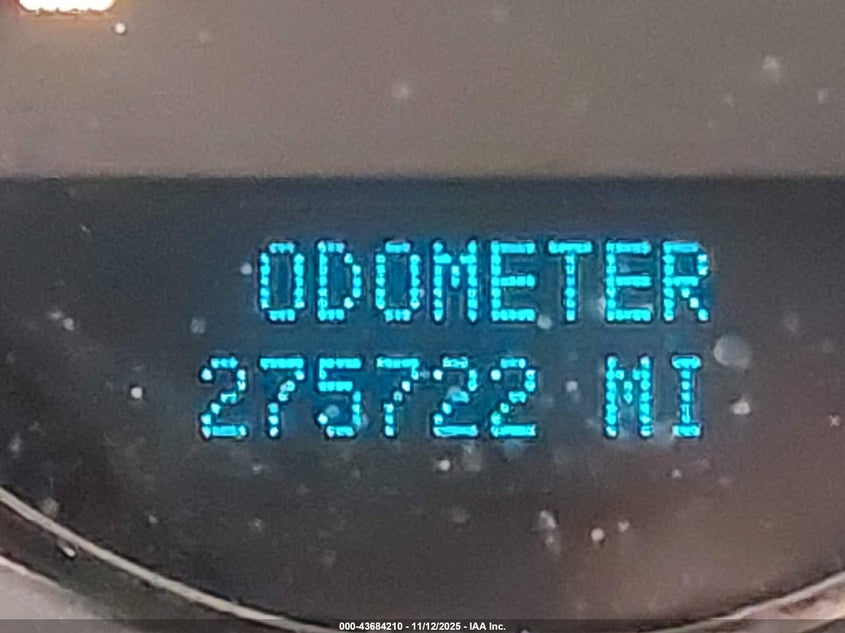 ODOMETER
275722 MI
000-43684210 - 11/12/2025 - IAA Inc.